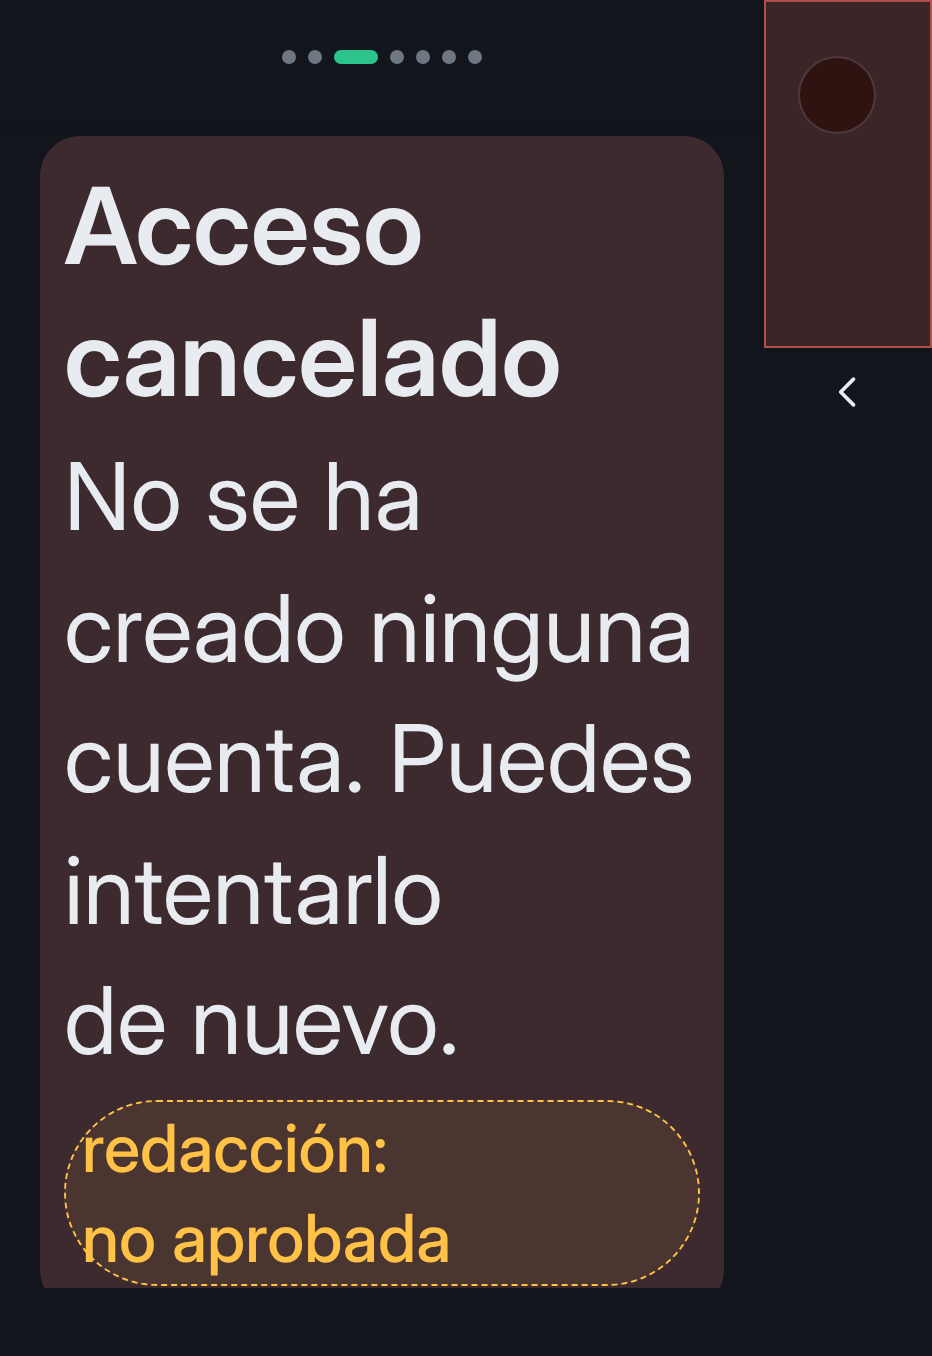 Acceso
cancelado
No se ha
creado ninguna
cuenta. Puedes
intentarlo
de nuevo.
redacción:
no aprobada